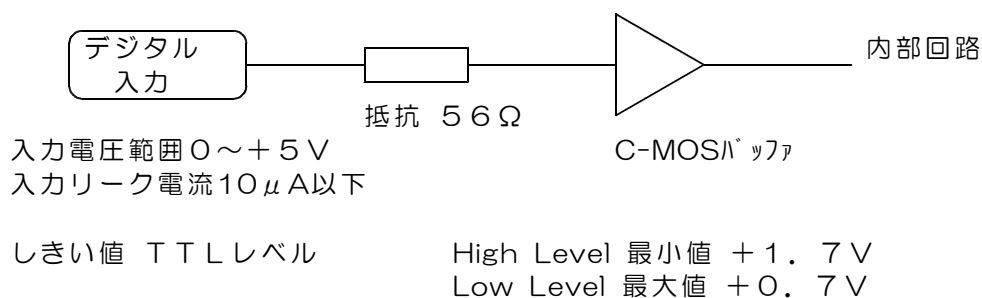 デジタル
入力
内部回路
抵抗 56Ω
入力電圧範囲0～+5V
C-MOSﾊﾞｯﾌｧ
入力リーク電流10μA以下
しきい値 TTLレベル
High Level 最小値 +1.7V
Low Level 最大値 +0.7V